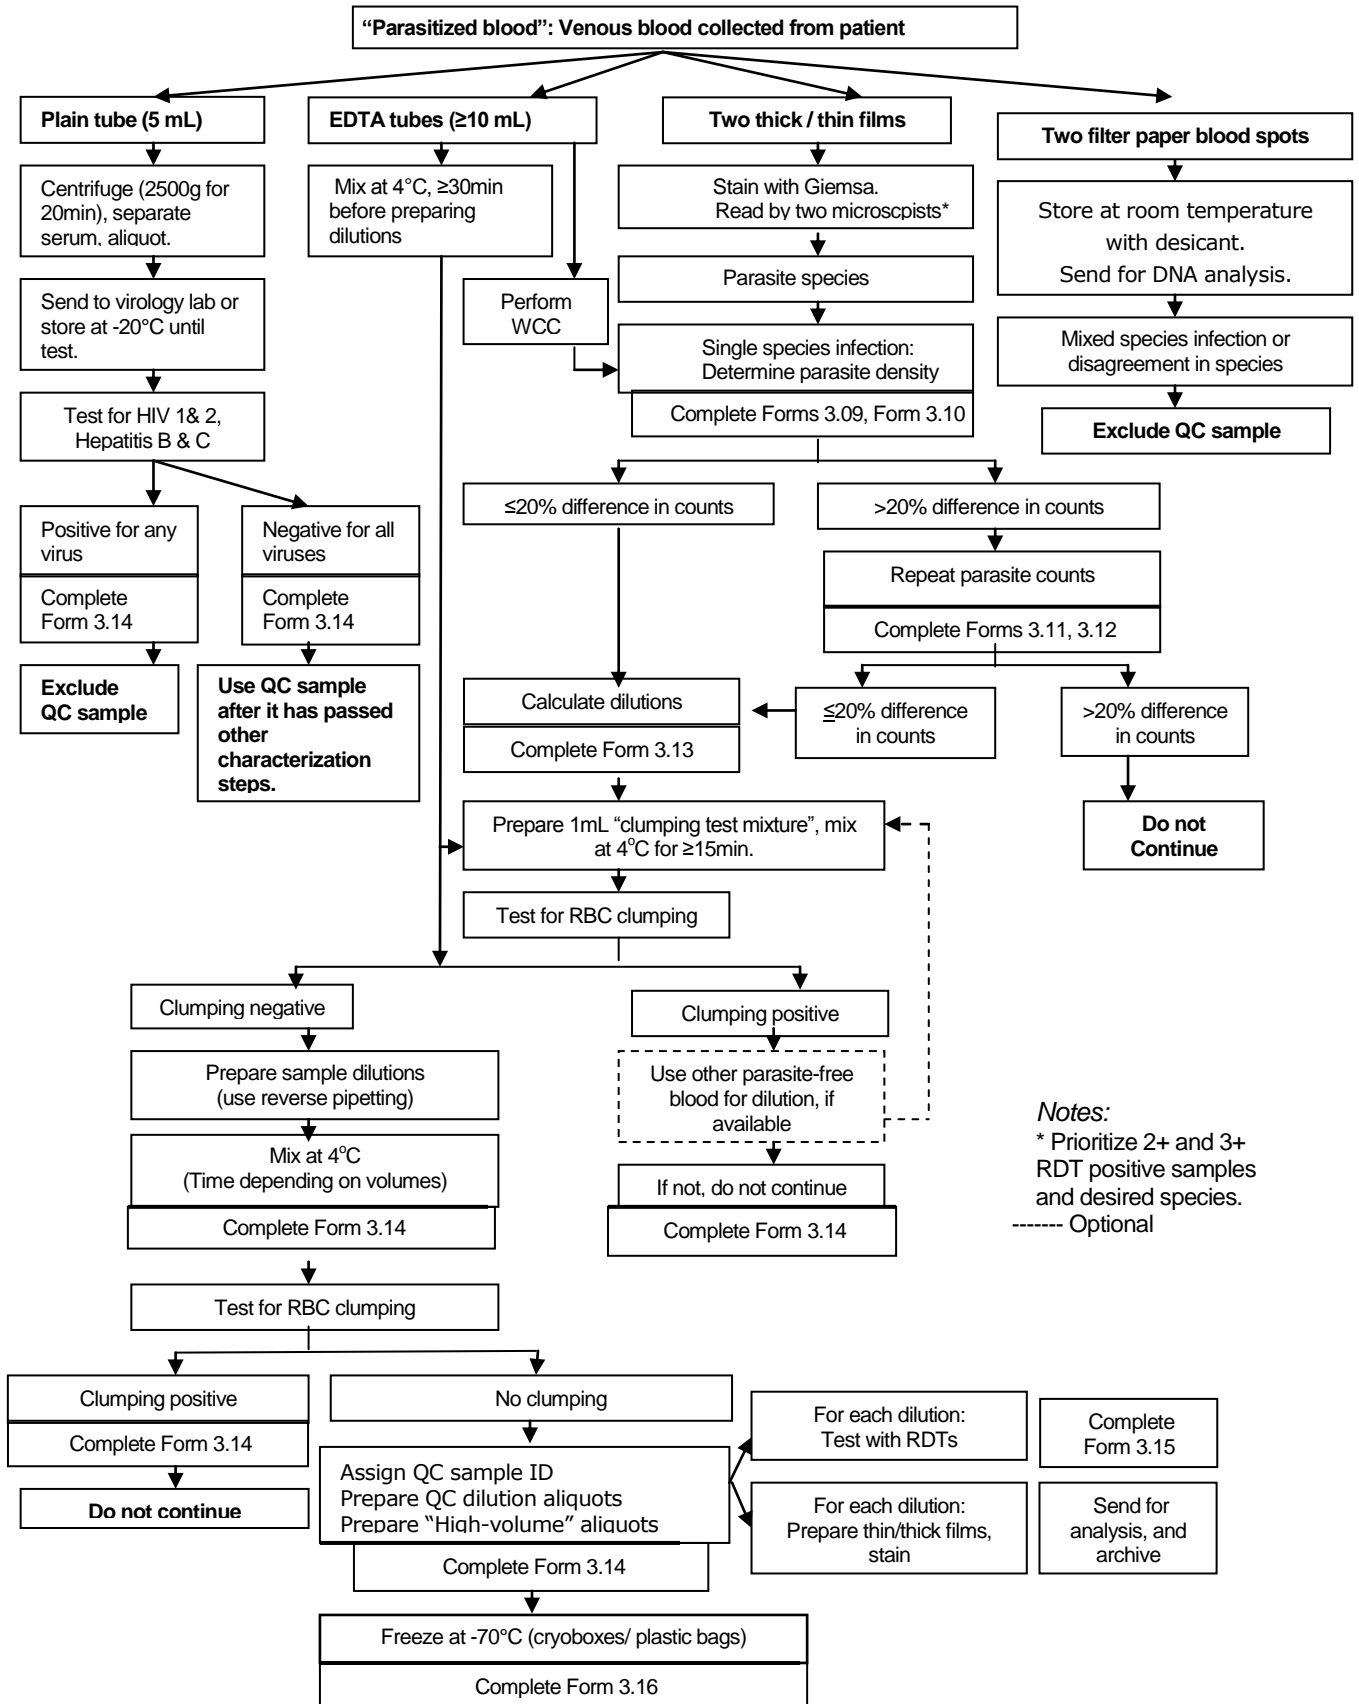 “Parasitized blood”: Venous blood collected from patient
Plain tube (5 mL)
EDTA tubes (≥10 mL)
Two thick / thin films
Two filter paper blood spots
Centrifuge (2500g for
20min), separate
serum, aliquot.
Mix at 4°C, ≥30min
before preparing
dilutions
Stain with Giemsa.
Read by two microscpists*
Store at room temperature
with desicant.
Send for DNA analysis.
Send to virology lab or
store at -20°C until
test.
Perform
WCC
Parasite species
Single species infection:
Determine parasite density
Complete Forms 3.09, Form 3.10
Mixed species infection or
disagreement in species
Exclude QC sample
Test for HIV 1& 2,
Hepatitis B & C
≤20% difference in counts
>20% difference in counts
Positive for any
virus
Complete
Form 3.14
Negative for all
viruses
Complete
Form 3.14
Repeat parasite counts
Complete Forms 3.11, 3.12
Exclude
QC sample
Use QC sample
after it has passed
other
characterization
steps.
Calculate dilutions
Complete Form 3.13
≤20% difference
in counts
>20% difference
in counts
Do not
Continue
Prepare 1mL “clumping test mixture”, mix
at 4°C for ≥15min.
Test for RBC clumping
Clumping negative
Clumping positive
Prepare sample dilutions
(use reverse pipetting)
Use other parasite-free
blood for dilution, if
available
Mix at 4°C
(Time depending on volumes)
Complete Form 3.14
If not, do not continue
Complete Form 3.14
Notes:
* Prioritize 2+ and 3+
RDT positive samples
and desired species.
------- Optional
Test for RBC clumping
Clumping positive
Complete Form 3.14
Do not continue
No clumping
Assign QC sample ID
Prepare QC dilution aliquots
Prepare “High-volume” aliquots
Complete Form 3.14
For each dilution:
Test with RDTs
Complete
Form 3.15
For each dilution:
Prepare thin/thick films,
stain
Send for
analysis, and
archive
Freeze at -70°C (cryoboxes/ plastic bags)
Complete Form 3.16